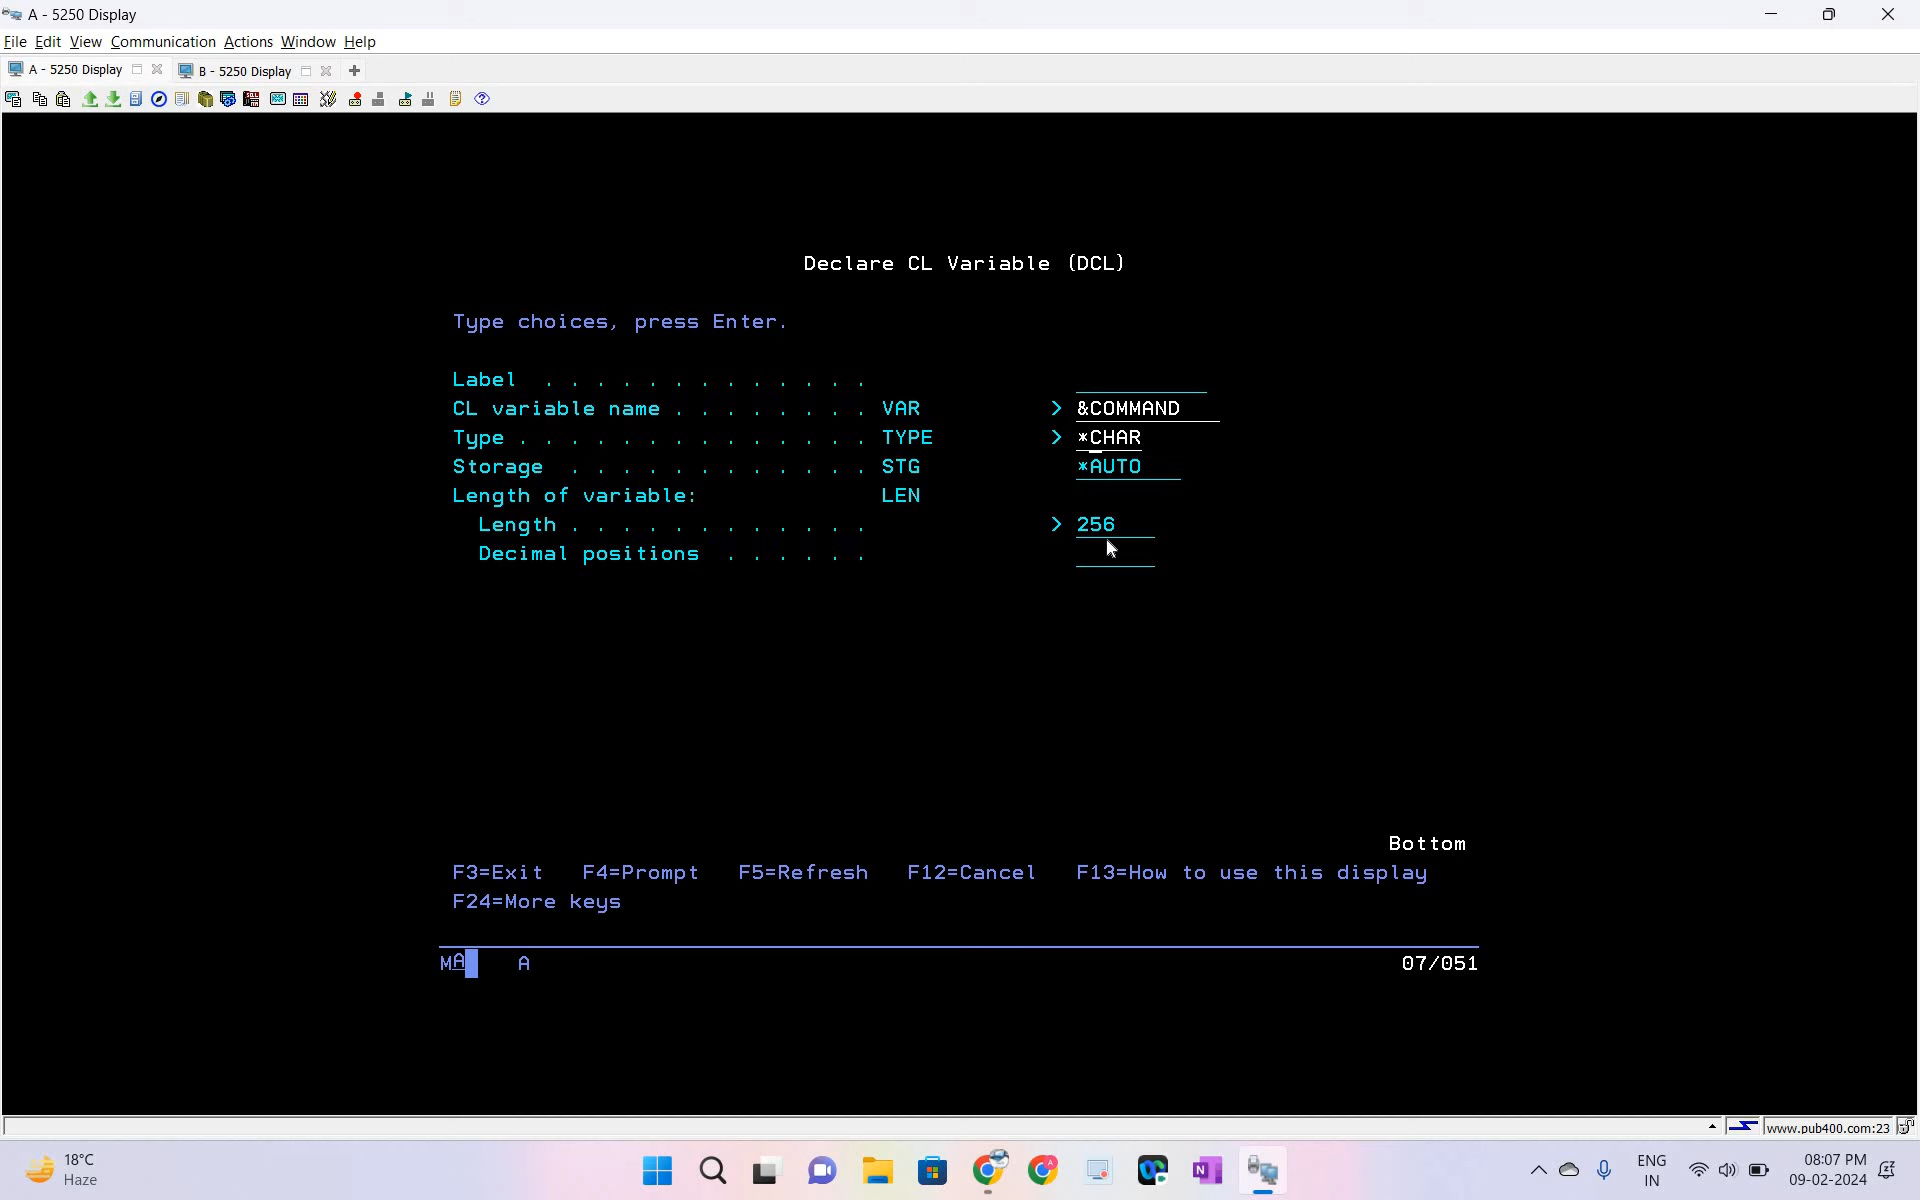 A - 5250 Display
File Edit View Communication Actions Window Help
A - 5250 Display B - 5250 Display
Declare CL Variable (DCL)
Type choices, press Enter.
Label . . . . . . . . . . . . .
CL variable name . . . . . . . . VAR > &COMMAND
Type . . . . . . . . . . . . . . TYPE > *CHAR
Storage . . . . . . . . . . . . STG *AUTO
Length of variable: LEN
Length . . . . . . . . . . . . > 256
Decimal positions . . . . . .
Bottom
F3=Exit F4=Prompt F5=Refresh F12=Cancel F13=How to use this display
F24=More keys
MA A 07/051
www.pub400.com:23
18°C
Haze
ENG
IN
08:07 PM
09-02-2024